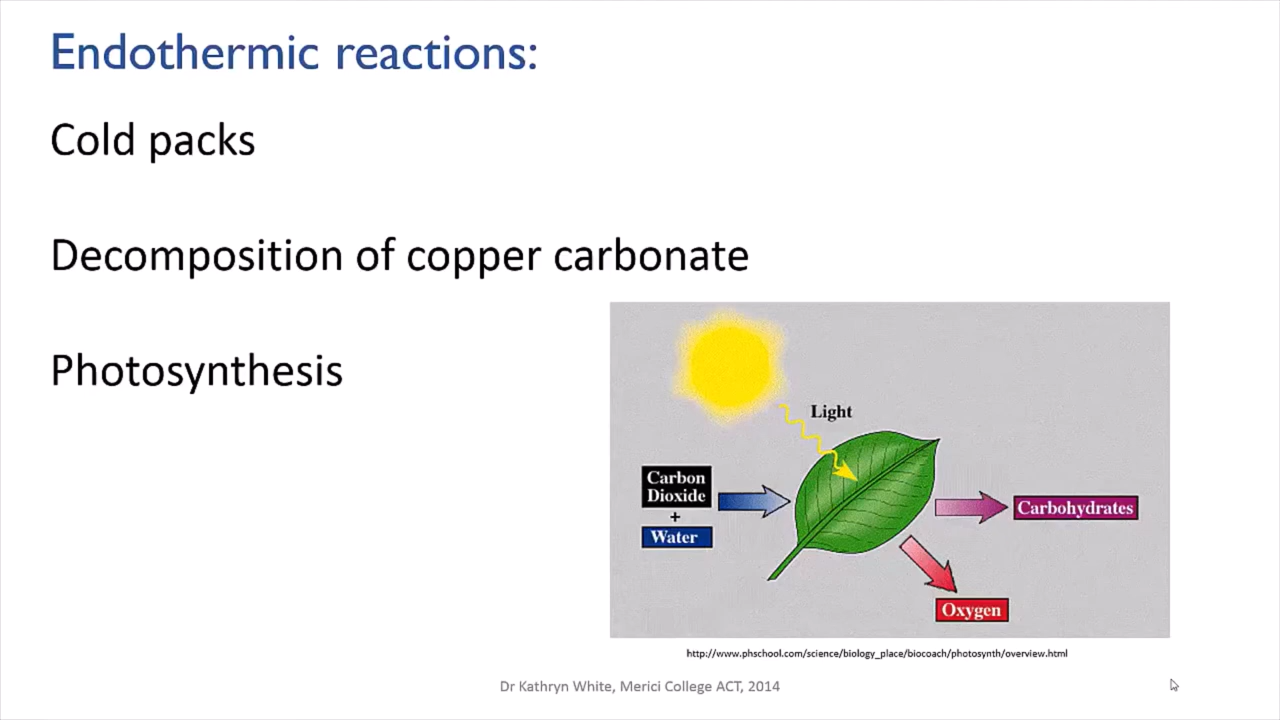 Endothermic reactions:
Cold packs
Decomposition of copper carbonate
Photosynthesis
Light
Carbon
Dioxide
+
Water
Carbohydrates
Oxygen
http://www.phschool.com/science/biology_place/biocoach/photosynth/overview.html
Dr Kathryn White, Merici College ACT, 2014